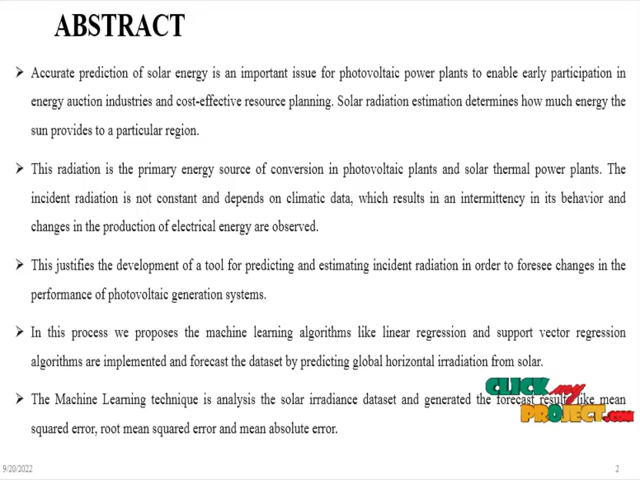 ABSTRACT
➢ Accurate prediction of solar energy is an important issue for photovoltaic power plants to enable early participation in
energy auction industries and cost-effective resource planning. Solar radiation estimation determines how much energy the
sun provides to a particular region.
➢ This radiation is the primary energy source of conversion in photovoltaic plants and solar thermal power plants. The
incident radiation is not constant and depends on climatic data, which results in an intermittency in its behavior and
changes in the production of electrical energy are observed.
➢ This justifies the development of a tool for predicting and estimating incident radiation in order to foresee changes in the
performance of photovoltaic generation systems.
➢ In this process we proposes the machine learning algorithms like linear regression and support vector regression
algorithms are implemented and forecast the dataset by predicting global horizontal irradiation from solar.
➢ The Machine Learning technique is analysis the solar irradiance dataset and generated the forecast result like mean
squared error, root mean squared error and mean absolute error.
CLICK my
PROJECT.com
9/20/2022
2